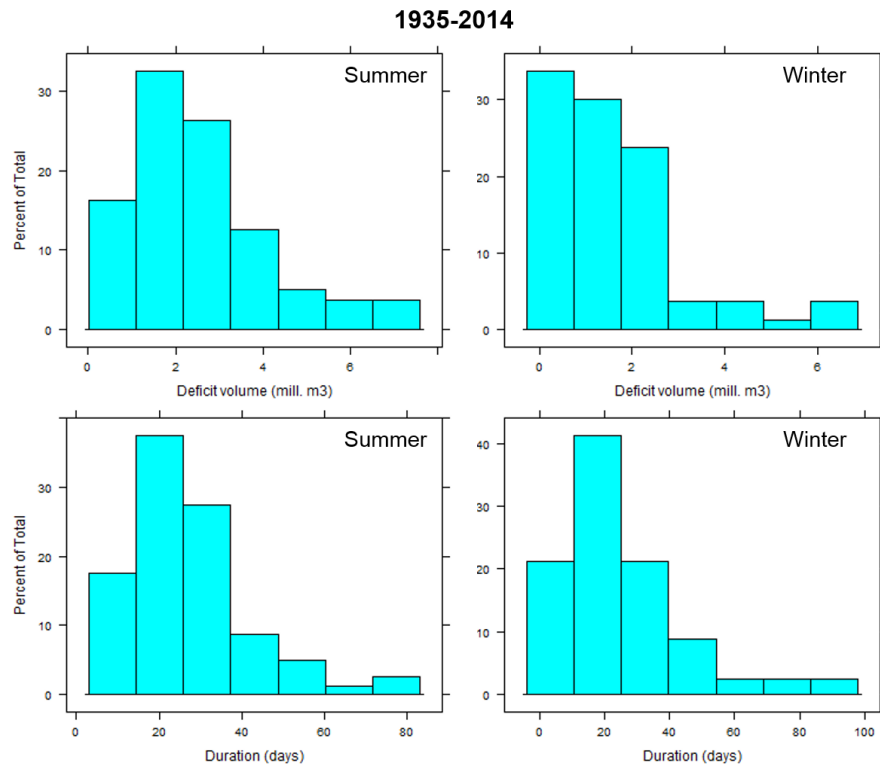 1935-2014
Summer
Winter
Percent of Total
30
20
10
0
30
20
10
0
0 2 4 6
0 2 4 6
Deficit volume (mill. m3)
Deficit volume (mill. m3)
Summer
Winter
Percent of Total
30
20
10
0
40
30
20
10
0
0 20 40 60 80
0 20 40 60 80 100
Duration (days)
Duration (days)